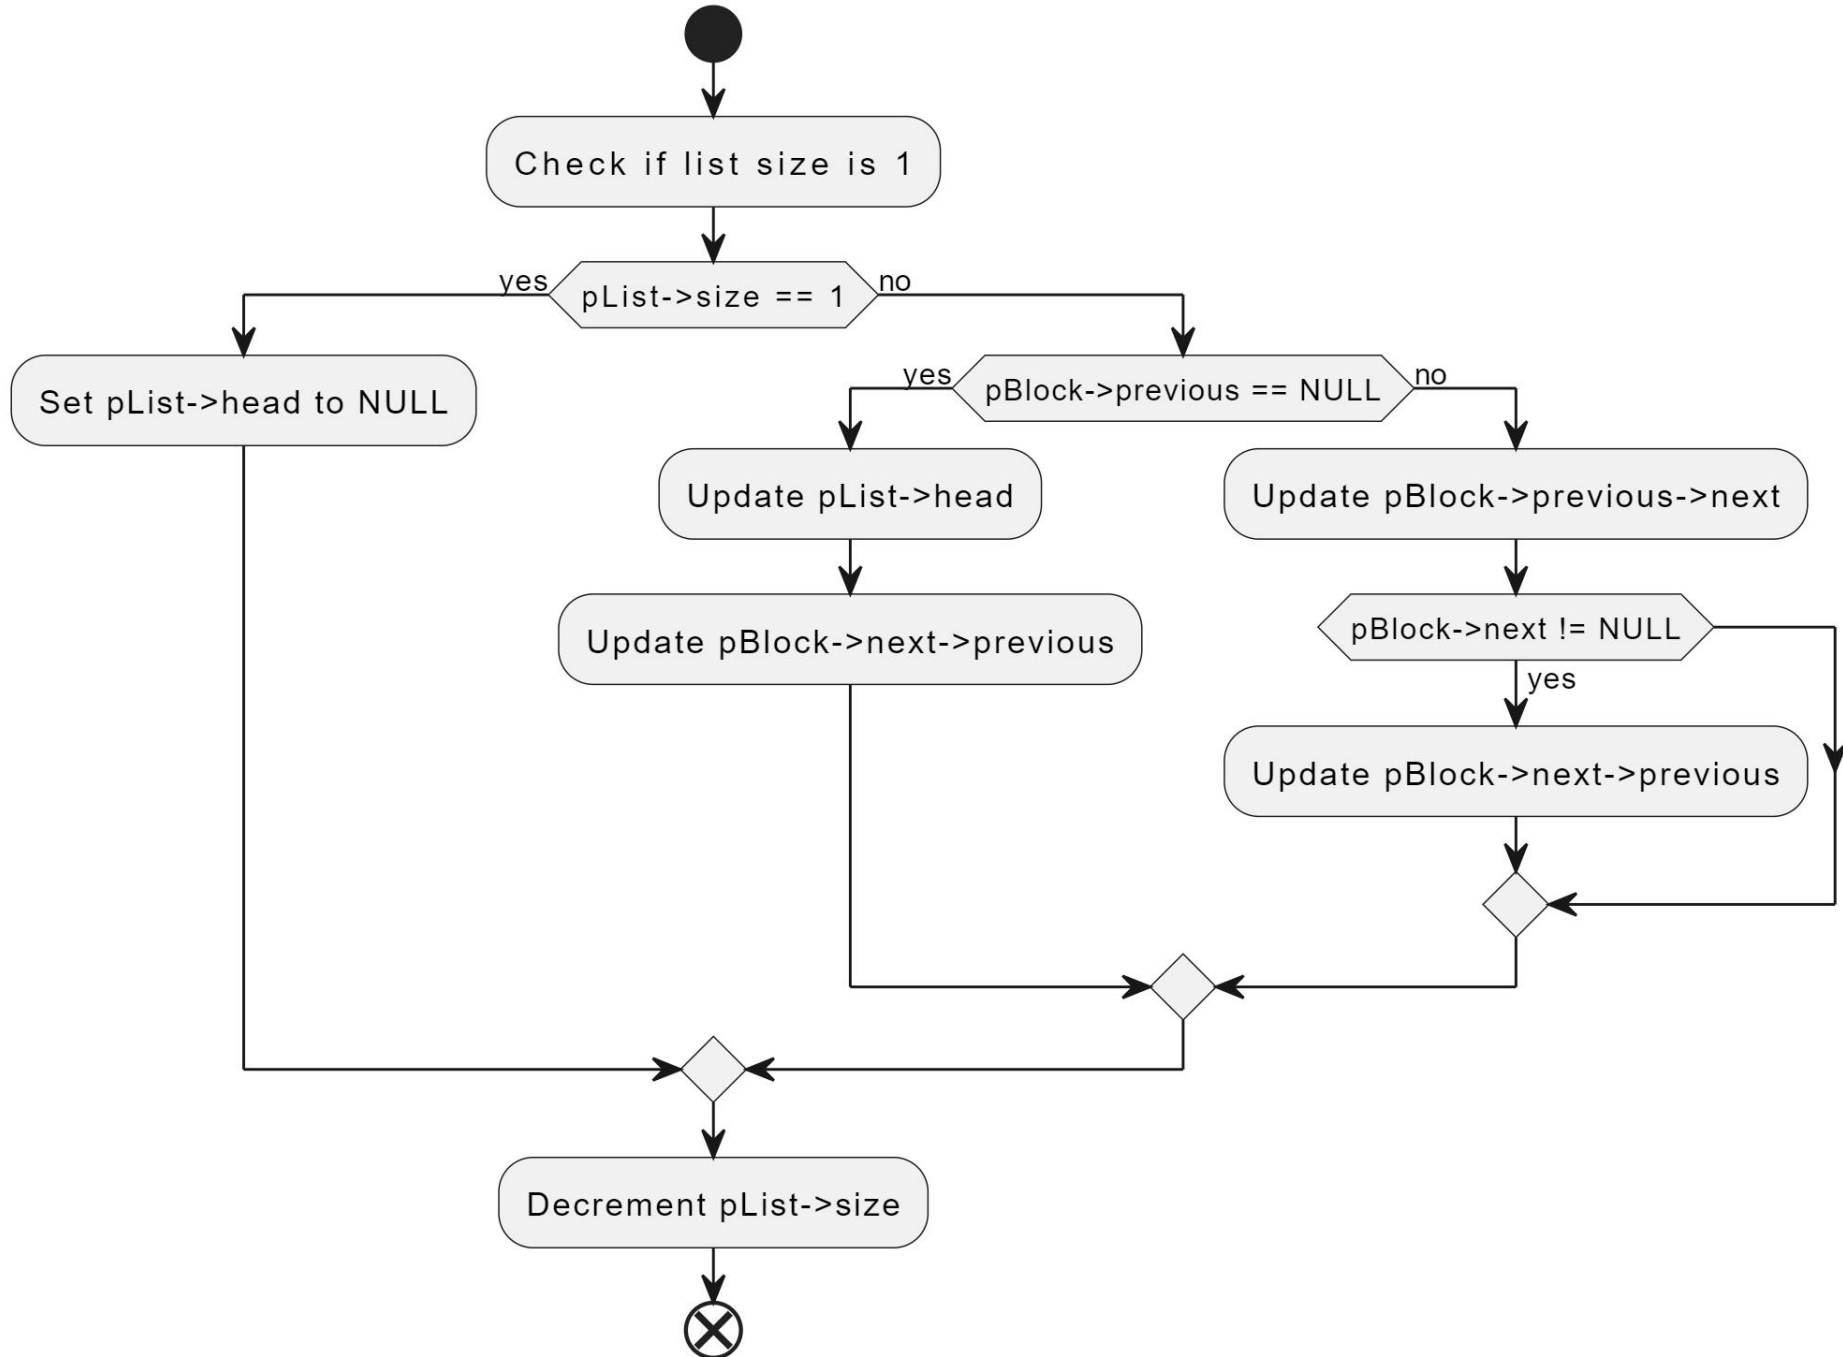 Check if list size is 1
yes
pList->size == 1
no
Set pList->head to NULL
yes
pBlock->previous == NULL
no
Update pList->head
Update pBlock->previous->next
Update pBlock->next->previous
pBlock->next != NULL
yes
Update pBlock->next->previous
Decrement pList->size